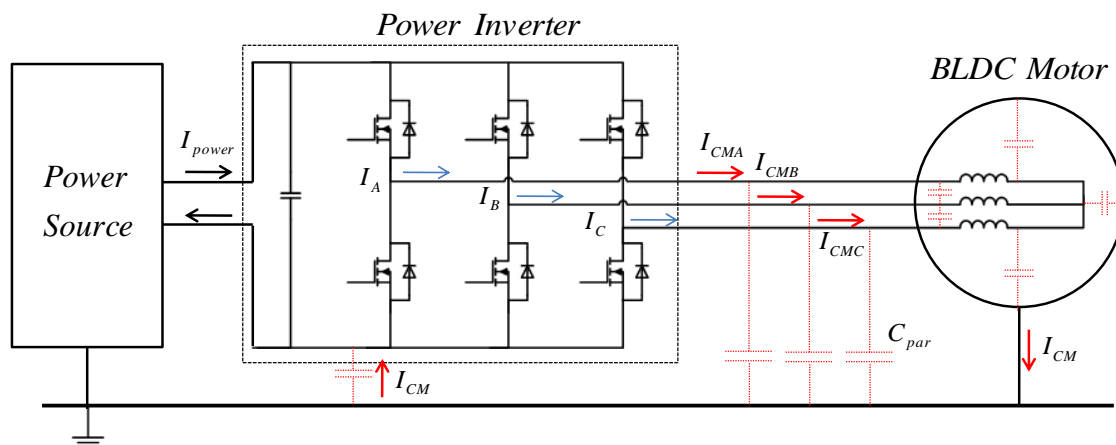 Power Inverter
BLDC Motor
I_power
Power
Source
I_A
I_B
I_C
I_CMA
I_CMB
I_CMC
C_par
I_CM
I_CM